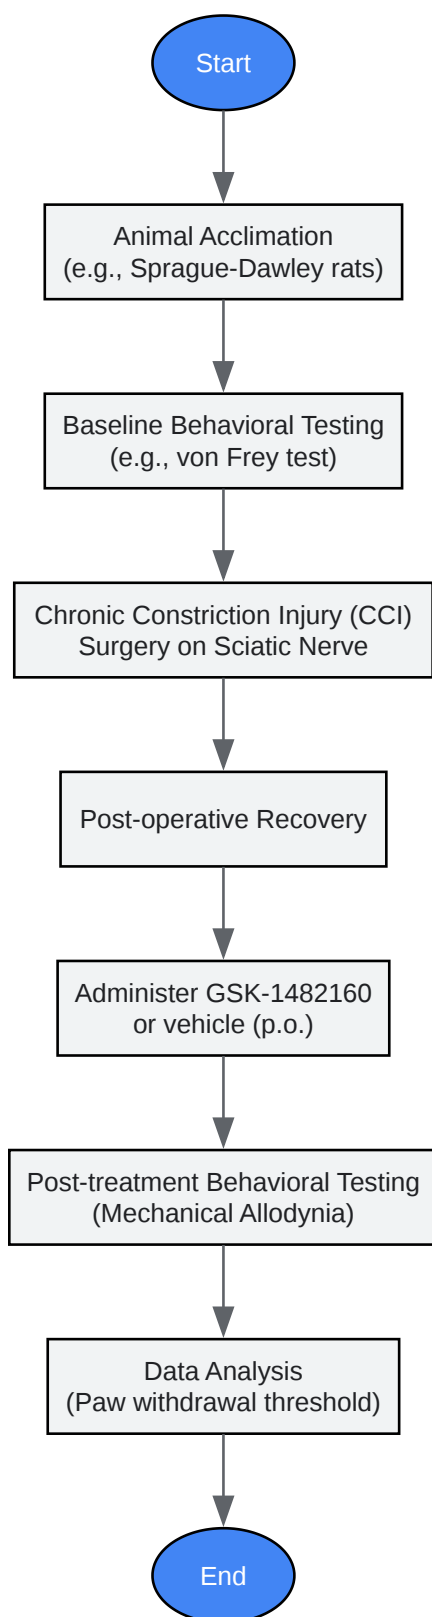 Start
Animal Acclimation
(e.g., Sprague-Dawley rats)
Baseline Behavioral Testing
(e.g., von Frey test)
Chronic Constriction Injury (CCI)
Surgery on Sciatic Nerve
Post-operative Recovery
Administer GSK-1482160
or vehicle (p.o.)
Post-treatment Behavioral Testing
(Mechanical Allodynia)
Data Analysis
(Paw withdrawal threshold)
End